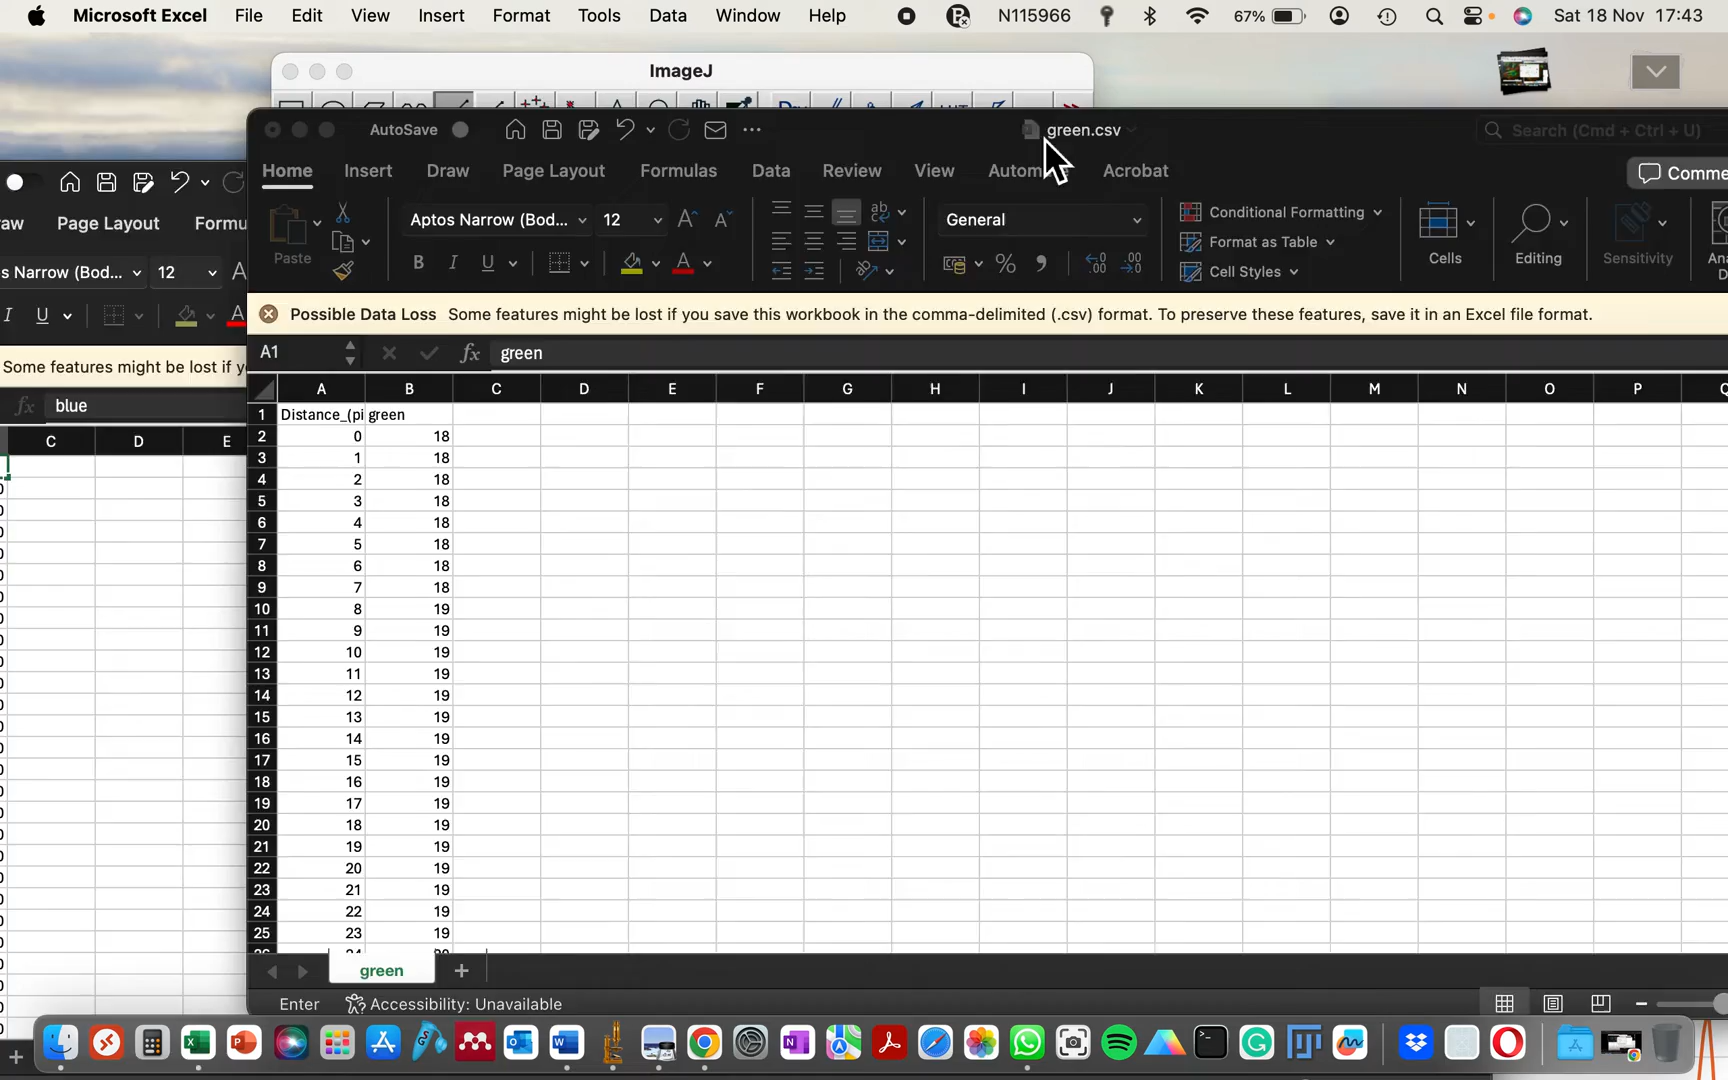 Microsoft Excel File Edit View Insert Format Tools Data Window Help N115966 67% Sat 18 Nov 17:43
ImageJ
AutoSave green.csv Search (Cmd + Ctrl + U)
Home Insert Draw Page Layout Formulas Data Review View Acrobat Comme
aw Page Layout Formu
Paste Aptos Narrow (Bod... 12 General Conditional Formatting Format as Table Cell Styles Cells Editing Sensitivity
B I U
s Narrow (Bod... 12
I U
Possible Data Loss Some features might be lost if you save this workbook in the comma-delimited (.csv) format. To preserve these features, save it in an Excel file format.
Some features might be lost if y
A1 fx green
fx blue
A B C D E F G H I J K L M N O P Q
C D E
1 Distance_(pi green
2 0 18
3 1 18
4 2 18
5 3 18
6 4 18
7 5 18
8 6 18
9 7 18
10 8 19
11 9 19
12 10 19
13 11 19
14 12 19
15 13 19
16 14 19
17 15 19
18 16 19
19 17 19
20 18 19
21 19 19
22 20 19
23 21 19
24 22 19
25 23 19
green
Enter Accessibility: Unavailable